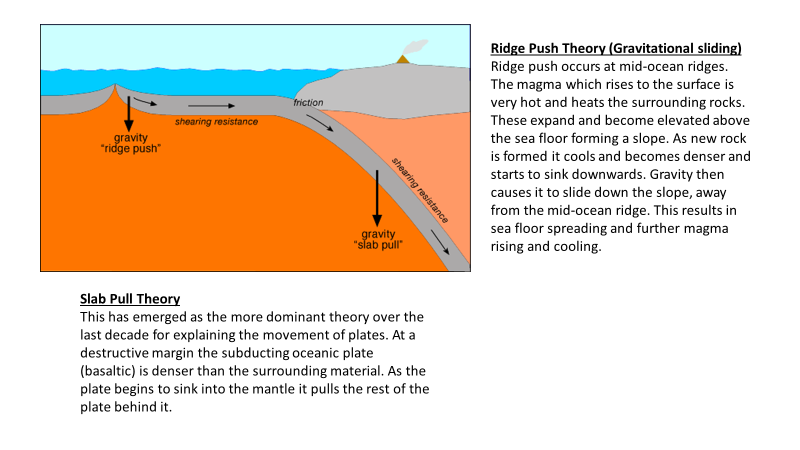 friction
shearing resistance
gravity
"ridge push"
shearing resistance
gravity
"slab pull"
Ridge Push Theory (Gravitational sliding)
Ridge push occurs at mid-ocean ridges.
The magma which rises to the surface is
very hot and heats the surrounding rocks.
These expand and become elevated above
the sea floor forming a slope. As new rock
is formed it cools and becomes denser and
starts to sink downwards. Gravity then
causes it to slide down the slope, away
from the mid-ocean ridge. This results in
sea floor spreading and further magma
rising and cooling.
Slab Pull Theory
This has emerged as the more dominant theory over the
last decade for explaining the movement of plates. At a
destructive margin the subducting oceanic plate
(basaltic) is denser than the surrounding material. As the
plate begins to sink into the mantle it pulls the rest of the
plate behind it.